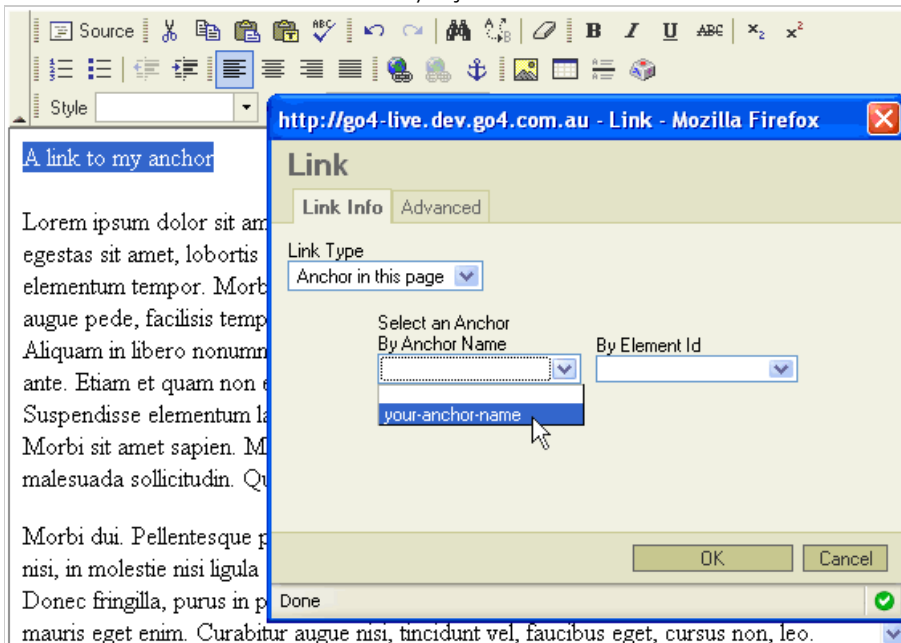 Source ABC B I U ABC x₂ x²
Style
http://go4-live.dev.go4.com.au - Link - Mozilla Firefox
A link to my anchor
Link
Link Info Advanced
Lorem ipsum dolor sit am
egestas sit amet, lobortis
elementum tempor. Morb
augue pede, facilisis temp
Aliquam in libero nonumn
ante. Etiam et quam non e
Suspendisse elementum la
Morbi sit amet sapien. M
malesuada sollicitudin. Qu
Link Type
Anchor in this page
Select an Anchor
By Anchor Name By Element Id
your-anchor-name
Morbi dui. Pellentesque p
nisi, in molestie nisi ligula
Donec fringilla, purus in p
mauris eget enim. Curabitur augue nisi, tincidunt vel, faucibus eget, cursus non, leo.
OK Cancel
Done